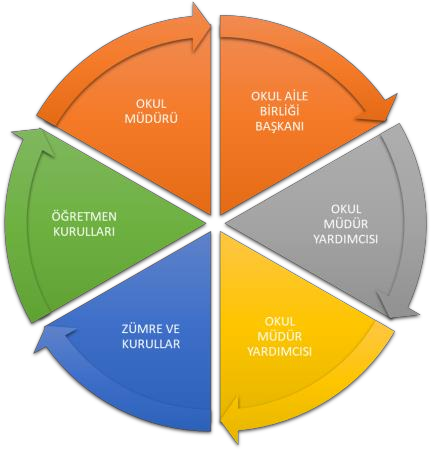 OKUL
MÜDÜRÜ
OKUL AİLE
BİRLİĞİ
BAŞKANI
OKUL
MÜDÜR
YARDIMCISI
OKUL
MÜDÜR
YARDIMCISI
ZÜMRE VE
KURULLAR
ÖĞRETMEN
KURULLARI